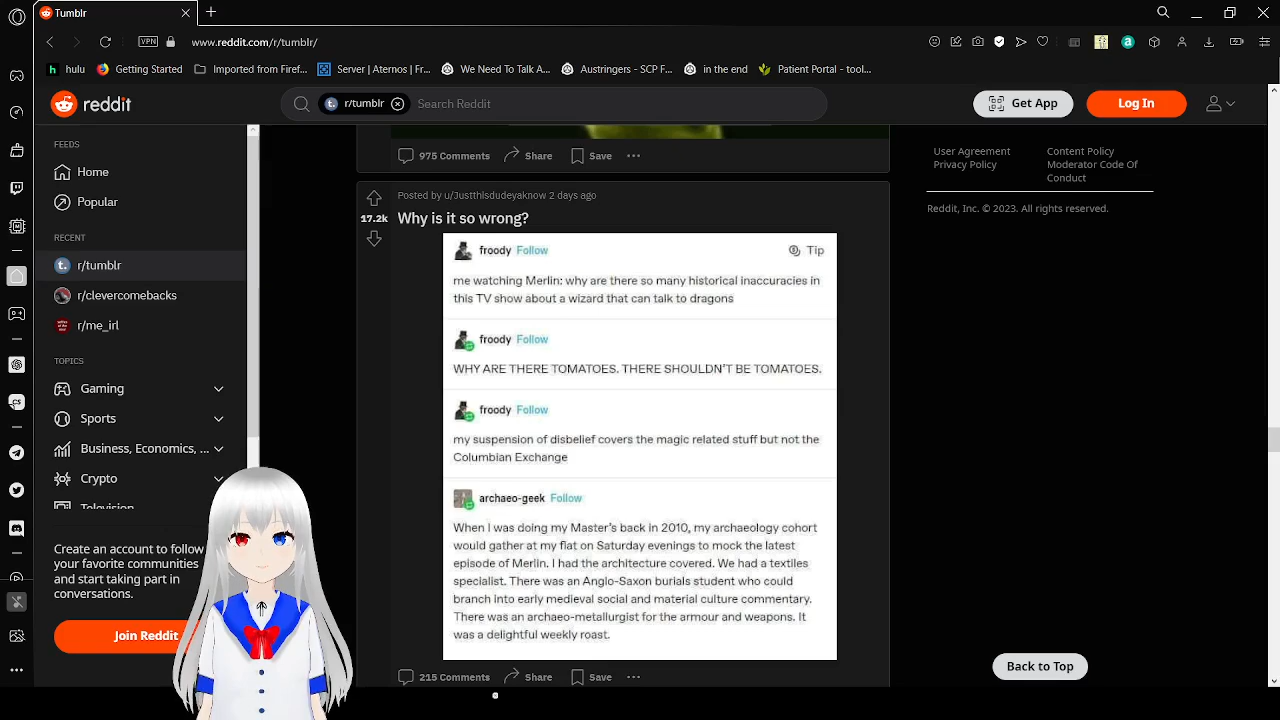 Tumblr
VPN
www.reddit.com/r/tumblr/
hulu
Getting Started
Imported from Firef...
Server | Aternos | Fr...
We Need To Talk A...
Austringers - SCP F...
in the end
Patient Portal - tool...
reddit
r/tumblr
Search Reddit
Get App
Log In
FEEDS
Home
Popular
RECENT
r/tumblr
r/clevercomebacks
r/me_irl
TOPICS
Gaming
Sports
Business, Economics, ...
Crypto
Television
Create an account to follow
your favorite communities
and start taking part in
conversations.
Join Reddit
975 Comments
Share
Save
Posted by u/Justthisdudeyaknow 2 days ago
17.2k
Why is it so wrong?
froody Follow
Tip
me watching Merlin: why are there so many historical inaccuracies in
this TV show about a wizard that can talk to dragons
froody Follow
WHY ARE THERE TOMATOES. THERE SHOULDN'T BE TOMATOES.
froody Follow
my suspension of disbelief covers the magic related stuff but not the
Columbian Exchange
archaeo-geek Follow
When I was doing my Master's back in 2010, my archaeology cohort
would gather at my flat on Saturday evenings to mock the latest
episode of Merlin. I had the architecture covered. We had a textiles
specialist. There was an Anglo-Saxon burials student who could
branch into early medieval social and material culture commentary.
There was an archaeo-metallurgist for the armour and weapons. It
was a delightful weekly roast.
215 Comments
Share
Save
User Agreement
Privacy Policy
Content Policy
Moderator Code Of
Conduct
Reddit, Inc. © 2023. All rights reserved.
Back to Top